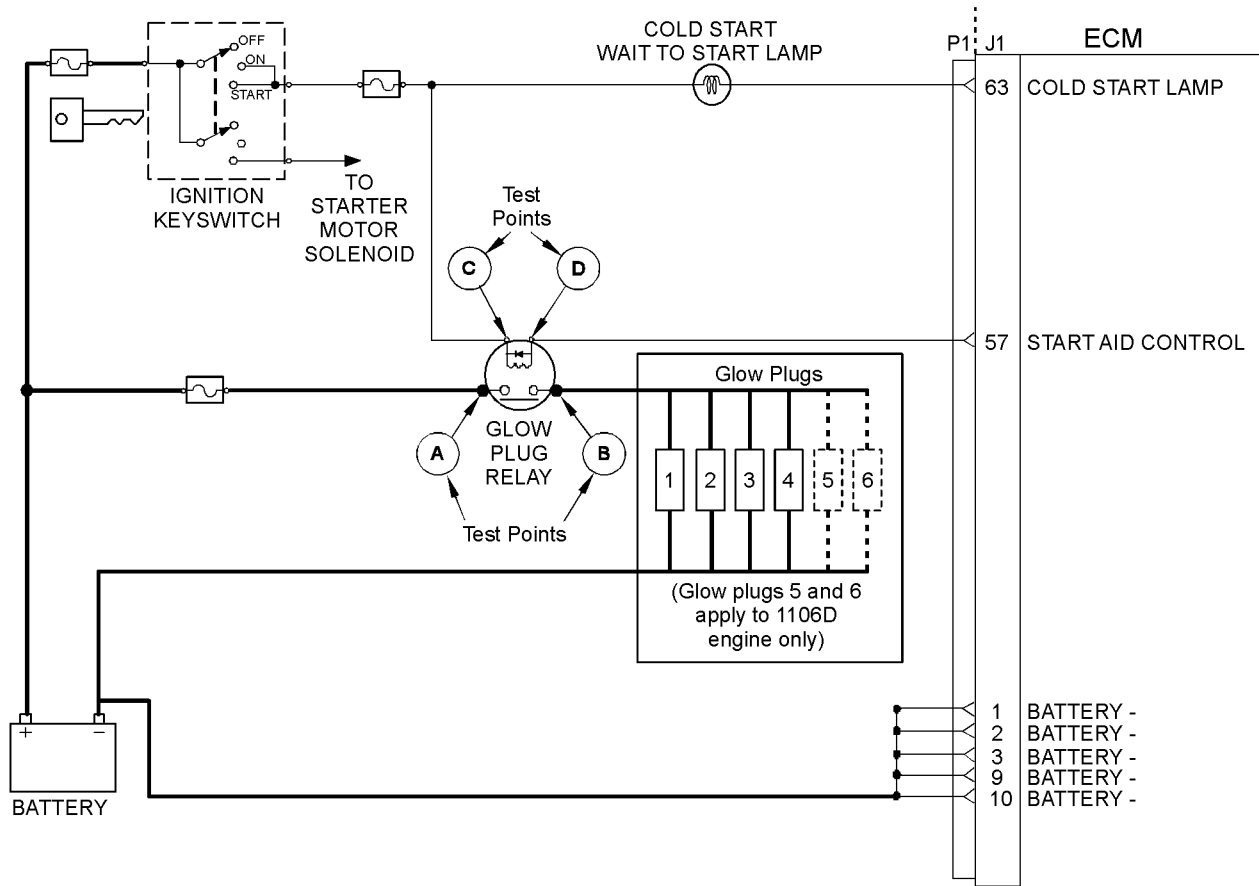 COLD START
WAIT TO START LAMP
P1
J1
ECM
OFF
ON
START
63 COLD START LAMP
IGNITION
KEYSWITCH
TO
STARTER
MOTOR
SOLENOID
Test
Points
C
D
57 START AID CONTROL
Glow Plugs
A
GLOW
PLUG
RELAY
B
Test Points
1
2
3
4
5
6
(Glow plugs 5 and 6
apply to 1106D
engine only)
+
-
BATTERY
1 BATTERY -
2 BATTERY -
3 BATTERY -
9 BATTERY -
10 BATTERY -